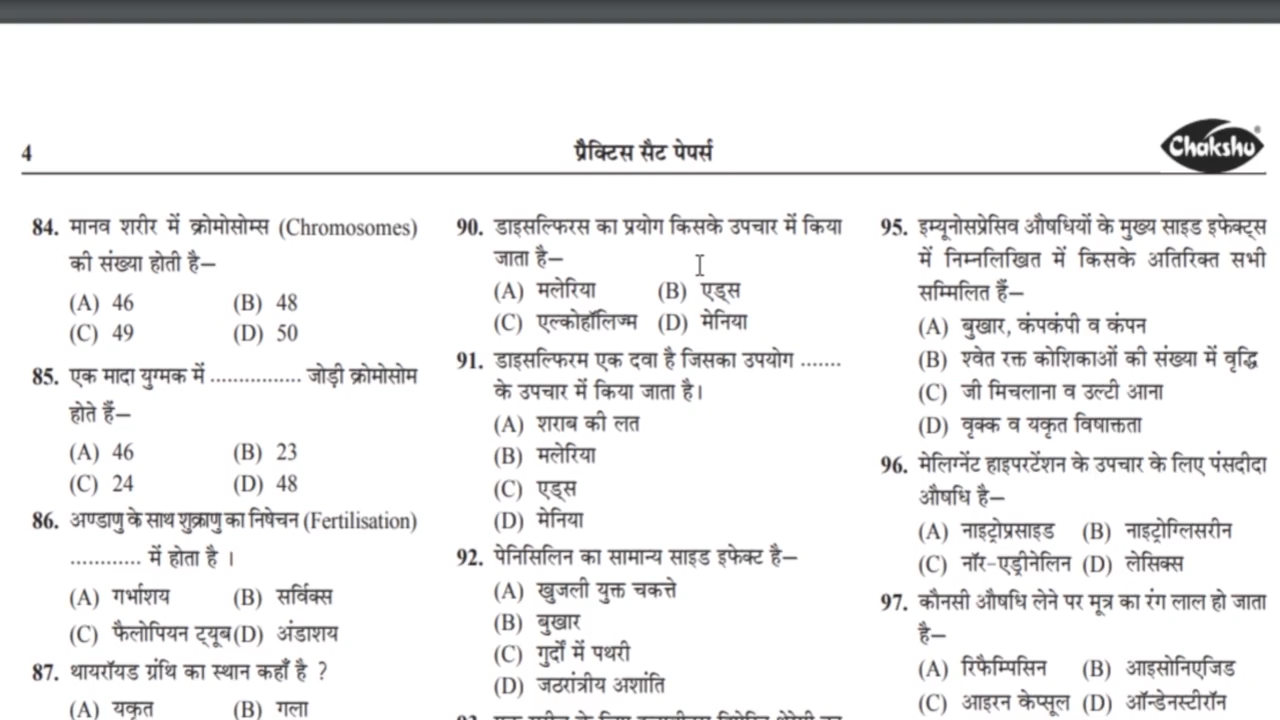 4
प्रैक्टिस सैट पेपर्स
Chakshu
84. मानव शरीर में क्रोमोसोम्स (Chromosomes)
की संख्या होती है–
(A) 46 (B) 48
(C) 49 (D) 50
85. एक मादा युग्मक में ................ जोड़ी क्रोमोसोम
होते हैं–
(A) 46 (B) 23
(C) 24 (D) 48
86. अण्डाणु के साथ शुक्राणु का निषेचन (Fertilisation)
............ में होता है ।
(A) गर्भाशय (B) सर्विक्स
(C) फैलोपियन ट्यूब (D) अंडाशय
87. थायरॉयड ग्रंथि का स्थान कहाँ है ?
(A) यकृत (B) गला
90. डाइसल्फिरस का प्रयोग किसके उपचार में किया
जाता है–
(A) मलेरिया (B) एड्स
(C) एल्कोहॉलिज्म (D) मेनिया
91. डाइसल्फिरम एक दवा है जिसका उपयोग .......
के उपचार में किया जाता है।
(A) शराब की लत
(B) मलेरिया
(C) एड्स
(D) मेनिया
92. पेनिसिलिन का सामान्य साइड इफेक्ट है–
(A) खुजली युक्त चकत्ते
(B) बुखार
(C) गुर्दों में पथरी
(D) जठरांत्रीय अशांति
95. इम्यूनोसप्रेसिव औषधियों के मुख्य साइड इफेक्ट्स
में निम्नलिखित में किसके अतिरिक्त सभी
सम्मिलित हैं–
(A) बुखार, कंपकंपी व कंपन
(B) श्वेत रक्त कोशिकाओं की संख्या में वृद्धि
(C) जी मिचलाना व उल्टी आना
(D) वृक्क व यकृत विषाक्तता
96. मेलिग्नेंट हाइपरटेंशन के उपचार के लिए पंसदीदा
औषधि है–
(A) नाइट्रोप्रसाइड (B) नाइट्रोग्लिसरीन
(C) नॉर-एड्रीनेलिन (D) लेसिक्स
97. कौनसी औषधि लेने पर मूत्र का रंग लाल हो जाता
है–
(A) रिफैम्पिसिन (B) आइसोनिएजिड
(C) आइरन केप्सूल (D) ऑन्डेनस्टीरॉन